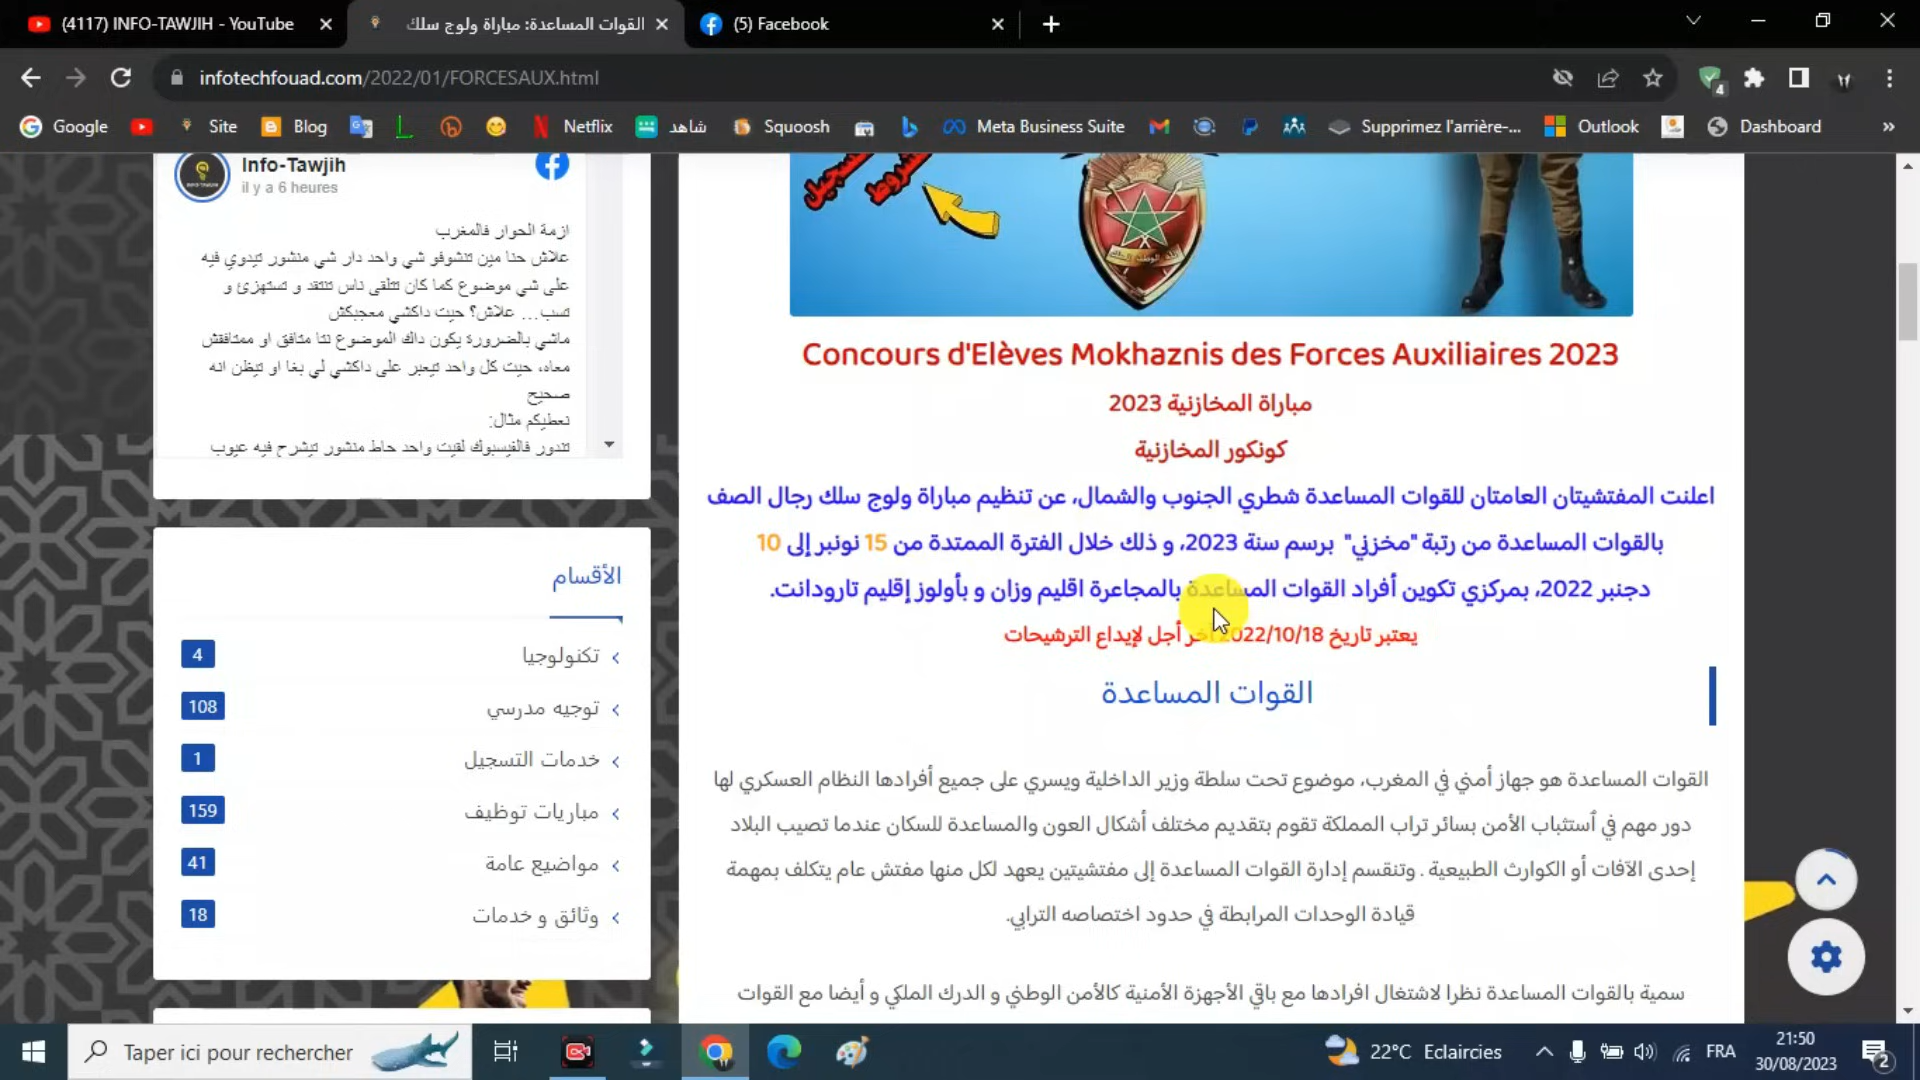 (4117) INFO-TAWJIH - YouTube
القوات المساعدة: مباراة ولوج سلك
(5) Facebook
infotechfouad.com/2022/01/FORCESAUX.html
4
Google
Site
Blog
Netflix
شاهد
Squoosh
Meta Business Suite
Supprimez l'arrière-...
Outlook
Dashboard
»
Info-Tawjih
il y a 6 heures
ازمة الحوار فالمغرب
علاش حنا مين تنشوفو شي واحد دار شي منشور تيدوي فيه
على شي موضوع كما كان تتلقى ناس تنتقد و تستهزئ و
تسب... علاش؟ حيت داكشي معجبكش
ماشي بالضرورة يكون داك الموضوع نتا متافق او ممتافقش
معاه، حيت كل واحد تيعبر على داكشي لي بغا او تيظن انه
صحيح
نعطيكم مثال:
تتدور فالفيسبوك لقيت واحد حاط منشور تيشرح فيه عيوب
الأقسام
تكنولوجيا 4
توجيه مدرسي 108
خدمات التسجيل 1
مباريات توظيف 159
مواضيع عامة 41
وثائق و خدمات 18
Concours d'Elèves Mokhaznis des Forces Auxiliaires 2023
مباراة المخازنية 2023
كونكور المخازنية
اعلنت المفتشيتان العامتان للقوات المساعدة شطري الجنوب والشمال، عن تنظيم مباراة ولوج سلك رجال الصف
بالقوات المساعدة من رتبة "مخزني" برسم سنة 2023، و ذلك خلال الفترة الممتدة من 15 نونبر إلى 10
دجنبر 2022، بمركزي تكوين أفراد القوات المساعدة بالمجاعرة اقليم وزان و بأولوز إقليم تارودانت.
يعتبر تاريخ 2022/10/18 آخر أجل لإيداع الترشيحات
القوات المساعدة
القوات المساعدة هو جهاز أمني في المغرب، موضوع تحت سلطة وزير الداخلية ويسري على جميع أفرادها النظام العسكري لها
دور مهم في ٱستثباب الأمن بسائر تراب المملكة تقوم بتقديم مختلف أشكال العون والمساعدة للسكان عندما تصيب البلاد
إحدى الآفات أو الكوارث الطبيعية . وتنقسم إدارة القوات المساعدة إلى مفتشيتين يعهد لكل منها مفتش عام يتكلف بمهمة
قيادة الوحدات المرابطة في حدود اختصاصه الترابي.
سمية بالقوات المساعدة نظرا لاشتغال افرادها مع باقي الأجهزة الأمنية كالأمن الوطني و الدرك الملكي و أيضا مع القوات
Taper ici pour rechercher
22°C Eclaircies
FRA
21:50
30/08/2023
2